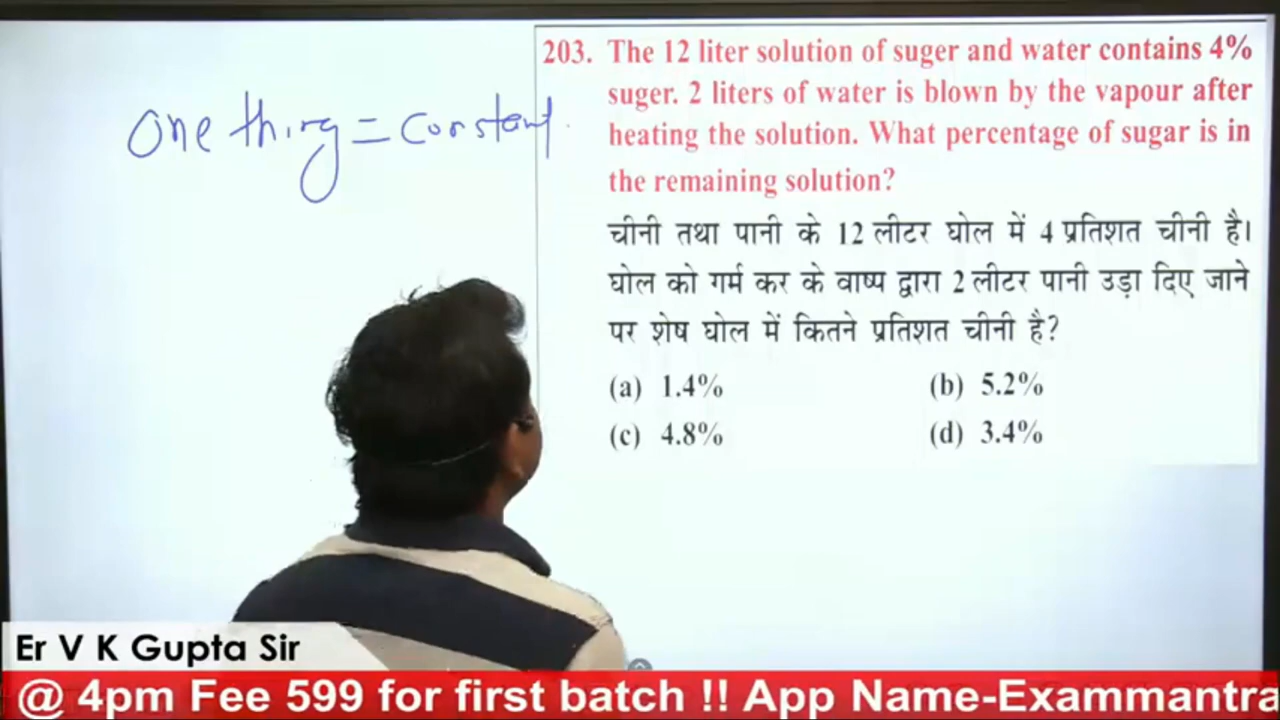 One thing = constant.
203. The 12 liter solution of suger and water contains 4%
suger. 2 liters of water is blown by the vapour after
heating the solution. What percentage of sugar is in
the remaining solution?
चीनी तथा पानी के 12 लीटर घोल में 4 प्रतिशत चीनी है।
घोल को गर्म कर के वाष्प द्वारा 2 लीटर पानी उड़ा दिए जाने
पर शेष घोल में कितने प्रतिशत चीनी है?
(a) 1.4% (b) 5.2%
(c) 4.8% (d) 3.4%
Er V K Gupta Sir
@ 4pm Fee 599 for first batch !! App Name-Exammantra